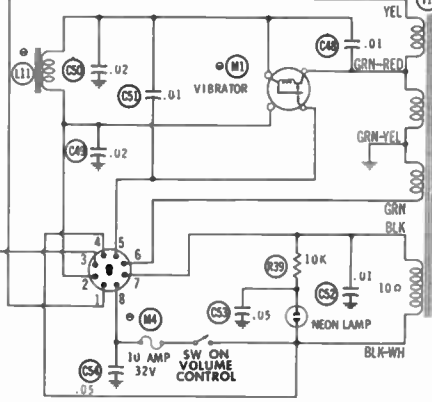 YEL
C48
.01
L11
C50
.02
M1
GRN-RED
VIBRATOR
C51
.01
GRN-YEL
C49
.02
GRN
BLK
4
5
3
6
2
7
1
8
R39
10K
.01
10Ω
C53
.05
C52
M4
NEON LAMP
10 AMP
32V
SW ON
VOLUME
CONTROL
BLK-WH
C54
.05